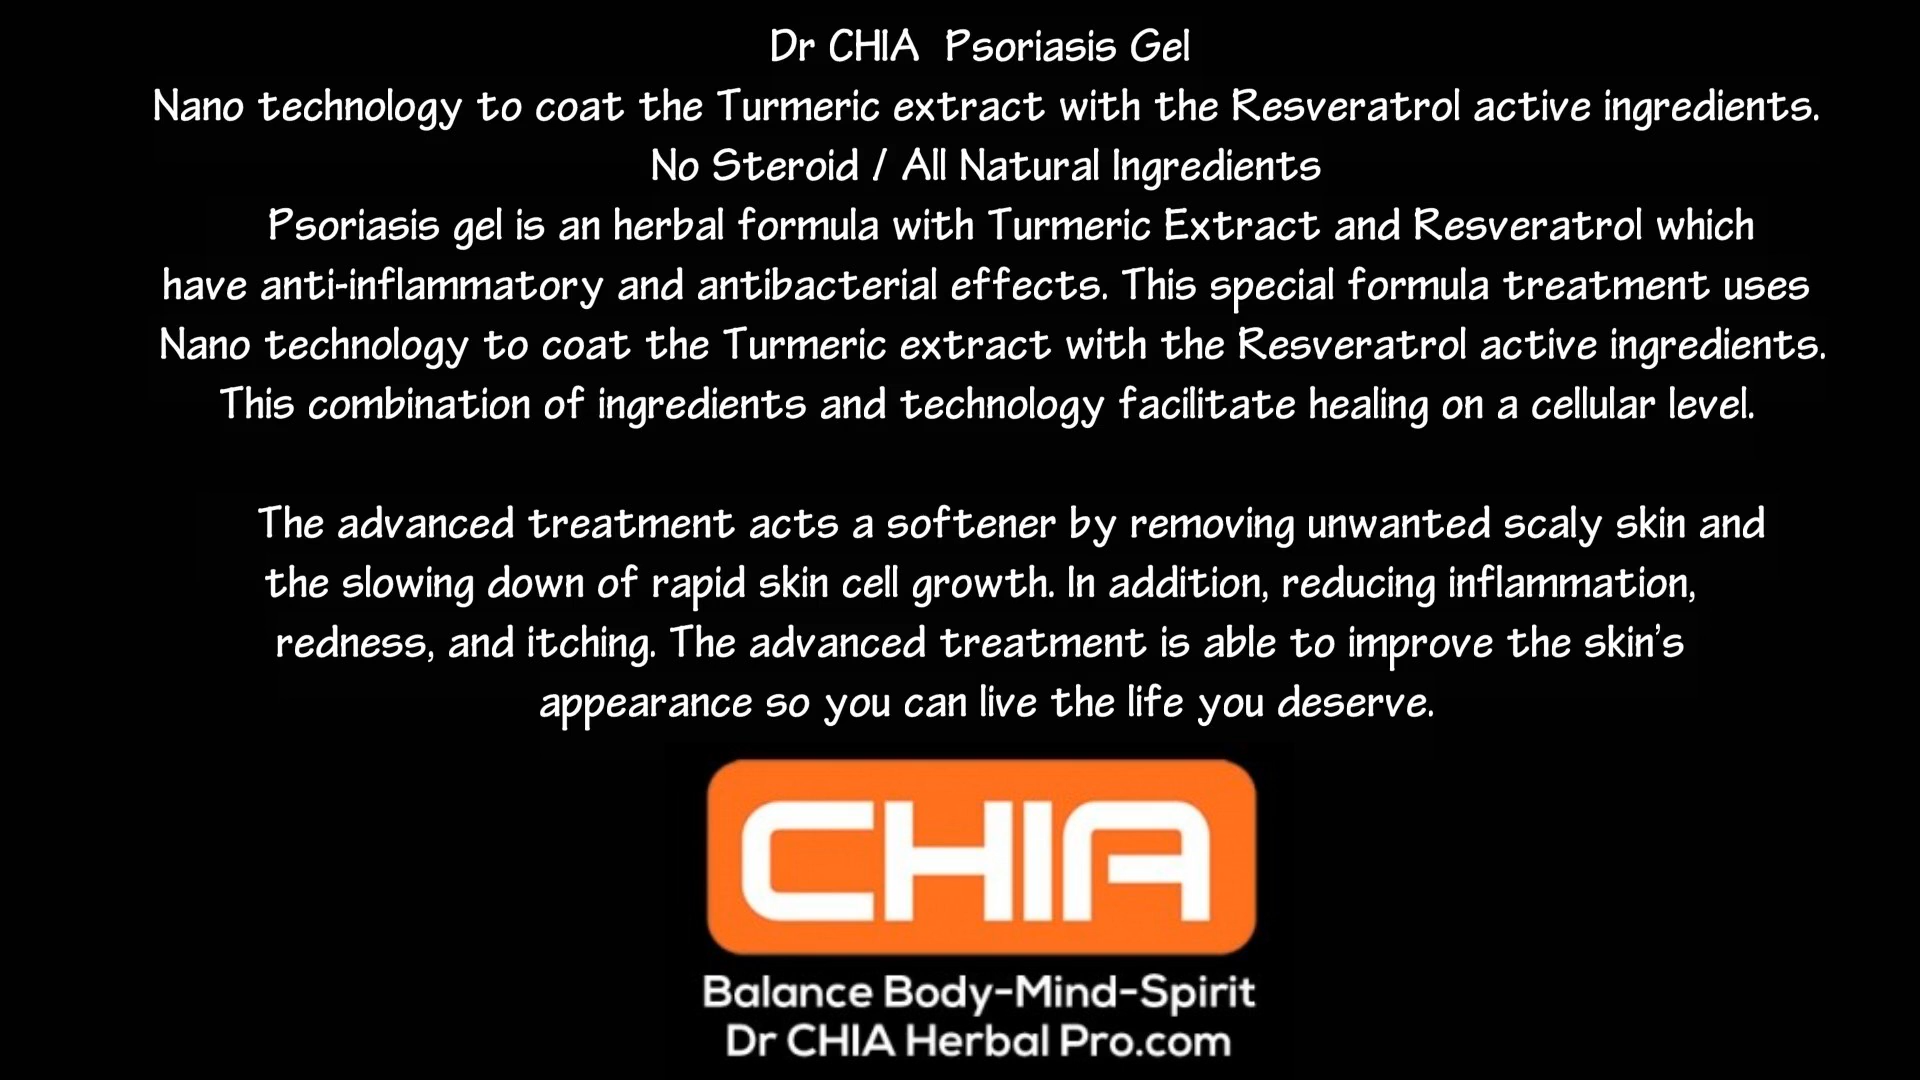 Dr CHIA Psoriasis Gel
Nano technology to coat the Turmeric extract with the Resveratrol active ingredients.
No Steroid / All Natural Ingredients
Psoriasis gel is an herbal formula with Turmeric Extract and Resveratrol which
have anti-inflammatory and antibacterial effects. This special formula treatment uses
Nano technology to coat the Turmeric extract with the Resveratrol active ingredients.
This combination of ingredients and technology facilitate healing on a cellular level.
The advanced treatment acts a softener by removing unwanted scaly skin and
the slowing down of rapid skin cell growth. In addition, reducing inflammation,
redness, and itching. The advanced treatment is able to improve the skin's
appearance so you can live the life you deserve.
CHIA
Balance Body-Mind-Spirit
Dr CHIA Herbal Pro.com